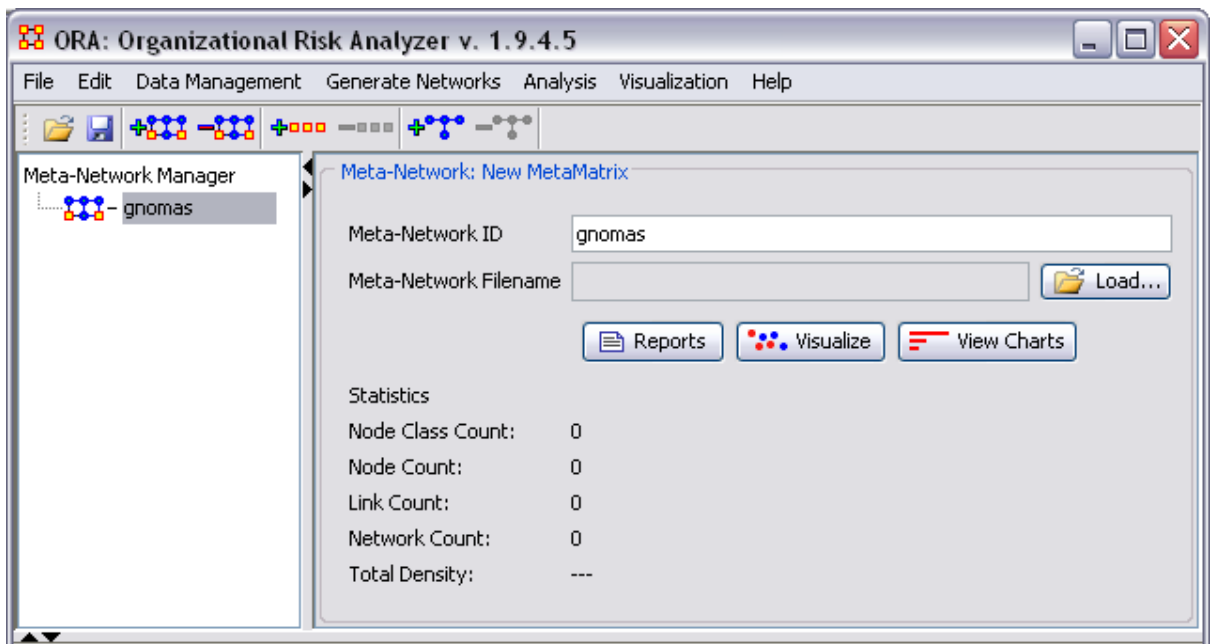 ORA: Organizational Risk Analyzer v. 1.9.4.5
File Edit Data Management Generate Networks Analysis Visualization Help
Meta-Network Manager
gnomas
Meta-Network: New MetaMatrix
Meta-Network ID gnomas
Meta-Network Filename Load...
Reports Visualize View Charts
Statistics
Node Class Count: 0
Node Count: 0
Link Count: 0
Network Count: 0
Total Density: ---